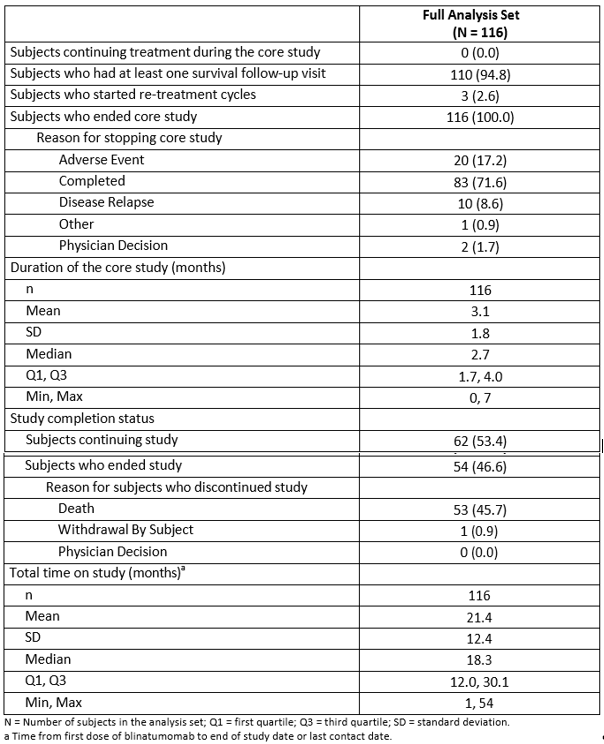 Full Analysis Set
(N = 116)
Subjects continuing treatment during the core study 0 (0.0)
Subjects who had at least one survival follow-up visit 110 (94.8)
Subjects who started re-treatment cycles 3 (2.6)
Subjects who ended core study 116 (100.0)
Reason for stopping core study
Adverse Event 20 (17.2)
Completed 83 (71.6)
Disease Relapse 10 (8.6)
Other 1 (0.9)
Physician Decision 2 (1.7)
Duration of the core study (months)
n 116
Mean 3.1
SD 1.8
Median 2.7
Q1, Q3 1.7, 4.0
Min, Max 0, 7
Study completion status
Subjects continuing study 62 (53.4)
Subjects who ended study 54 (46.6)
Reason for subjects who discontinued study
Death 53 (45.7)
Withdrawal By Subject 1 (0.9)
Physician Decision 0 (0.0)
Total time on study (months)ª
n 116
Mean 21.4
SD 12.4
Median 18.3
Q1, Q3 12.0, 30.1
Min, Max 1, 54
N = Number of subjects in the analysis set; Q1 = first quartile; Q3 = third quartile; SD = standard deviation.
a Time from first dose of blinatumomab to end of study date or last contact date.